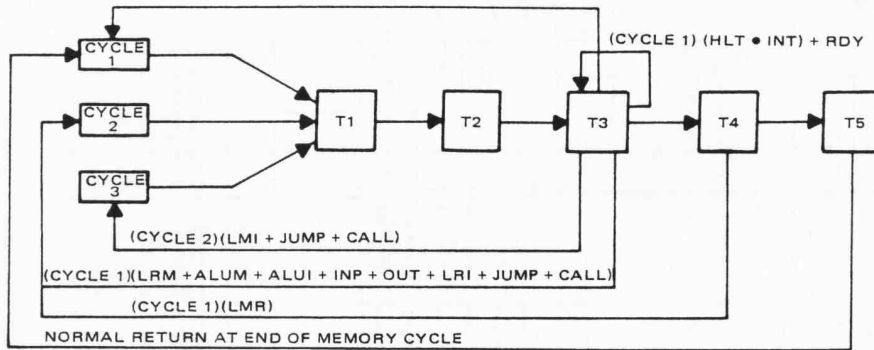 CYCLE
1
(CYCLE 1) (HLT • INT) + RDY
CYCLE
2
T1
T2
T3
T4
T5
CYCLE
3
(CYCLE 2)(LMI + JUMP + CALL)
(CYCLE 1)(LRM + ALUM + ALUI + INP + OUT + LRI + JUMP + CALL)
(CYCLE 1)(LMR)
NORMAL RETURN AT END OF MEMORY CYCLE